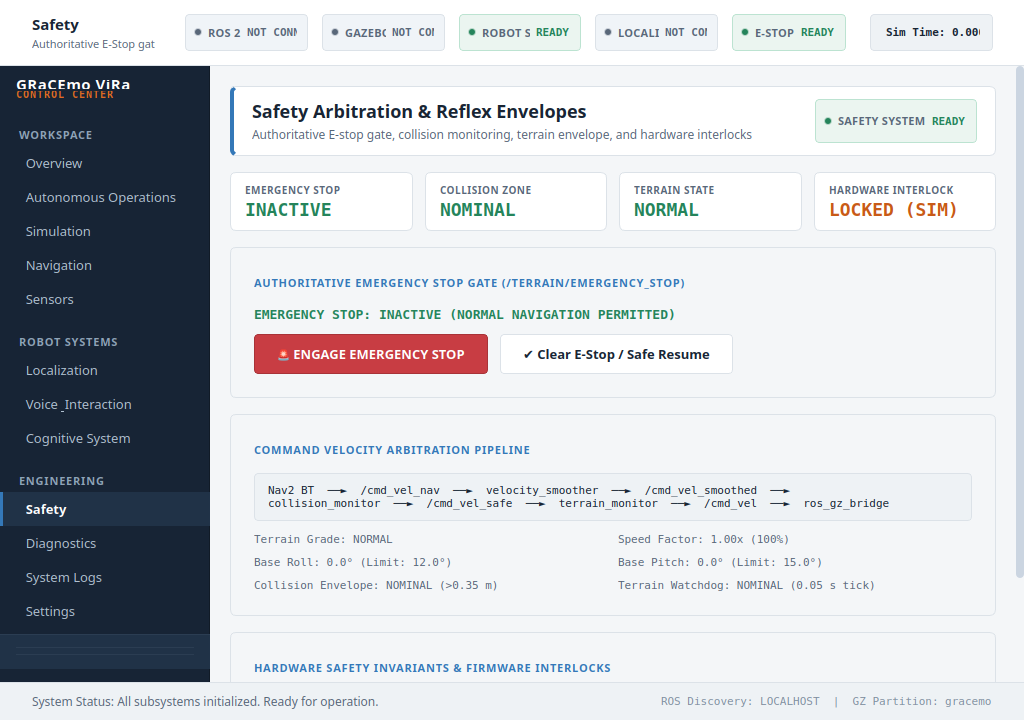 Safety
Authoritative E-Stop gat
ROS 2 NOT CONN
GAZEB NOT CON
ROBOT S READY
LOCALI NOT CON
E-STOP READY
Sim Time: 0.00
GRaCEmo ViRa
CONTROL CENTER
WORKSPACE
Overview
Autonomous Operations
Simulation
Navigation
Sensors
ROBOT SYSTEMS
Localization
Voice _Interaction
Cognitive System
ENGINEERING
Safety
Diagnostics
System Logs
Settings
Safety Arbitration & Reflex Envelopes
Authoritative E-stop gate, collision monitoring, terrain envelope, and hardware interlocks
SAFETY SYSTEM READY
EMERGENCY STOP
INACTIVE
COLLISION ZONE
NOMINAL
TERRAIN STATE
NORMAL
HARDWARE INTERLOCK
LOCKED (SIM)
AUTHORITATIVE EMERGENCY STOP GATE (/TERRAIN/EMERGENCY_STOP)
EMERGENCY STOP: INACTIVE (NORMAL NAVIGATION PERMITTED)
🚨 ENGAGE EMERGENCY STOP
✔ Clear E-Stop / Safe Resume
COMMAND VELOCITY ARBITRATION PIPELINE
Nav2 BT ──► /cmd_vel_nav ──► velocity_smoother ──► /cmd_vel_smoothed ──►
collision_monitor ──► /cmd_vel_safe ──► terrain_monitor ──► /cmd_vel ──► ros_gz_bridge
Terrain Grade: NORMAL
Speed Factor: 1.00x (100%)
Base Roll: 0.0° (Limit: 12.0°)
Base Pitch: 0.0° (Limit: 15.0°)
Collision Envelope: NOMINAL (>0.35 m)
Terrain Watchdog: NOMINAL (0.05 s tick)
HARDWARE SAFETY INVARIANTS & FIRMWARE INTERLOCKS
System Status: All subsystems initialized. Ready for operation.
ROS Discovery: LOCALHOST | GZ Partition: gracemo